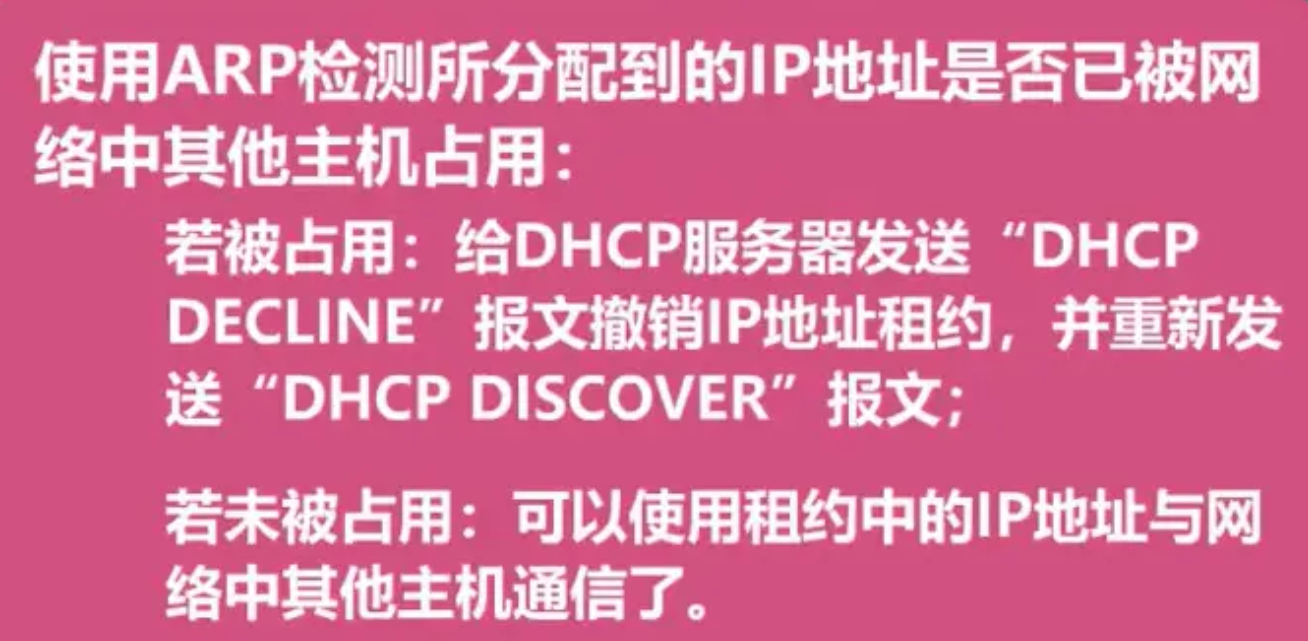 使用ARP检测所分配到的IP地址是否已被网
络中其他主机占用：
若被占用：给DHCP服务器发送“DHCP
DECLINE”报文撤销IP地址租约，并重新发
送“DHCP DISCOVER”报文；
若未被占用：可以使用租约中的IP地址与网
络中其他主机通信了。